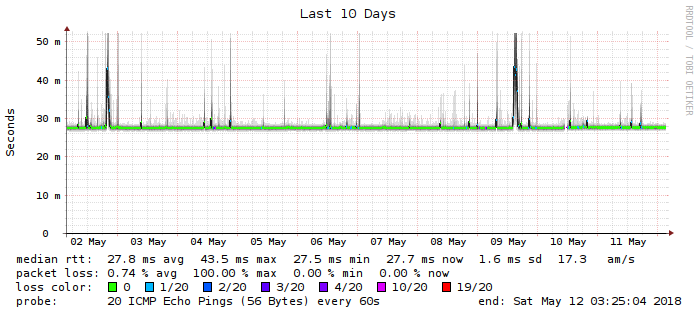 Last 10 Days
RRDTOOL / TOBI OETIKER
Seconds
50 m
40 m
30 m
20 m
10 m
0
02 May 03 May 04 May 05 May 06 May 07 May 08 May 09 May 10 May 11 May
median rtt: 27.8 ms avg 43.5 ms max 27.5 ms min 27.7 ms now 1.6 ms sd 17.3 am/s
packet loss: 0.74 % avg 100.00 % max 0.00 % min 0.00 % now
loss color: 0 1/20 2/20 3/20 4/20 10/20 19/20
probe: 20 ICMP Echo Pings (56 Bytes) every 60s end: Sat May 12 03:25:04 2018